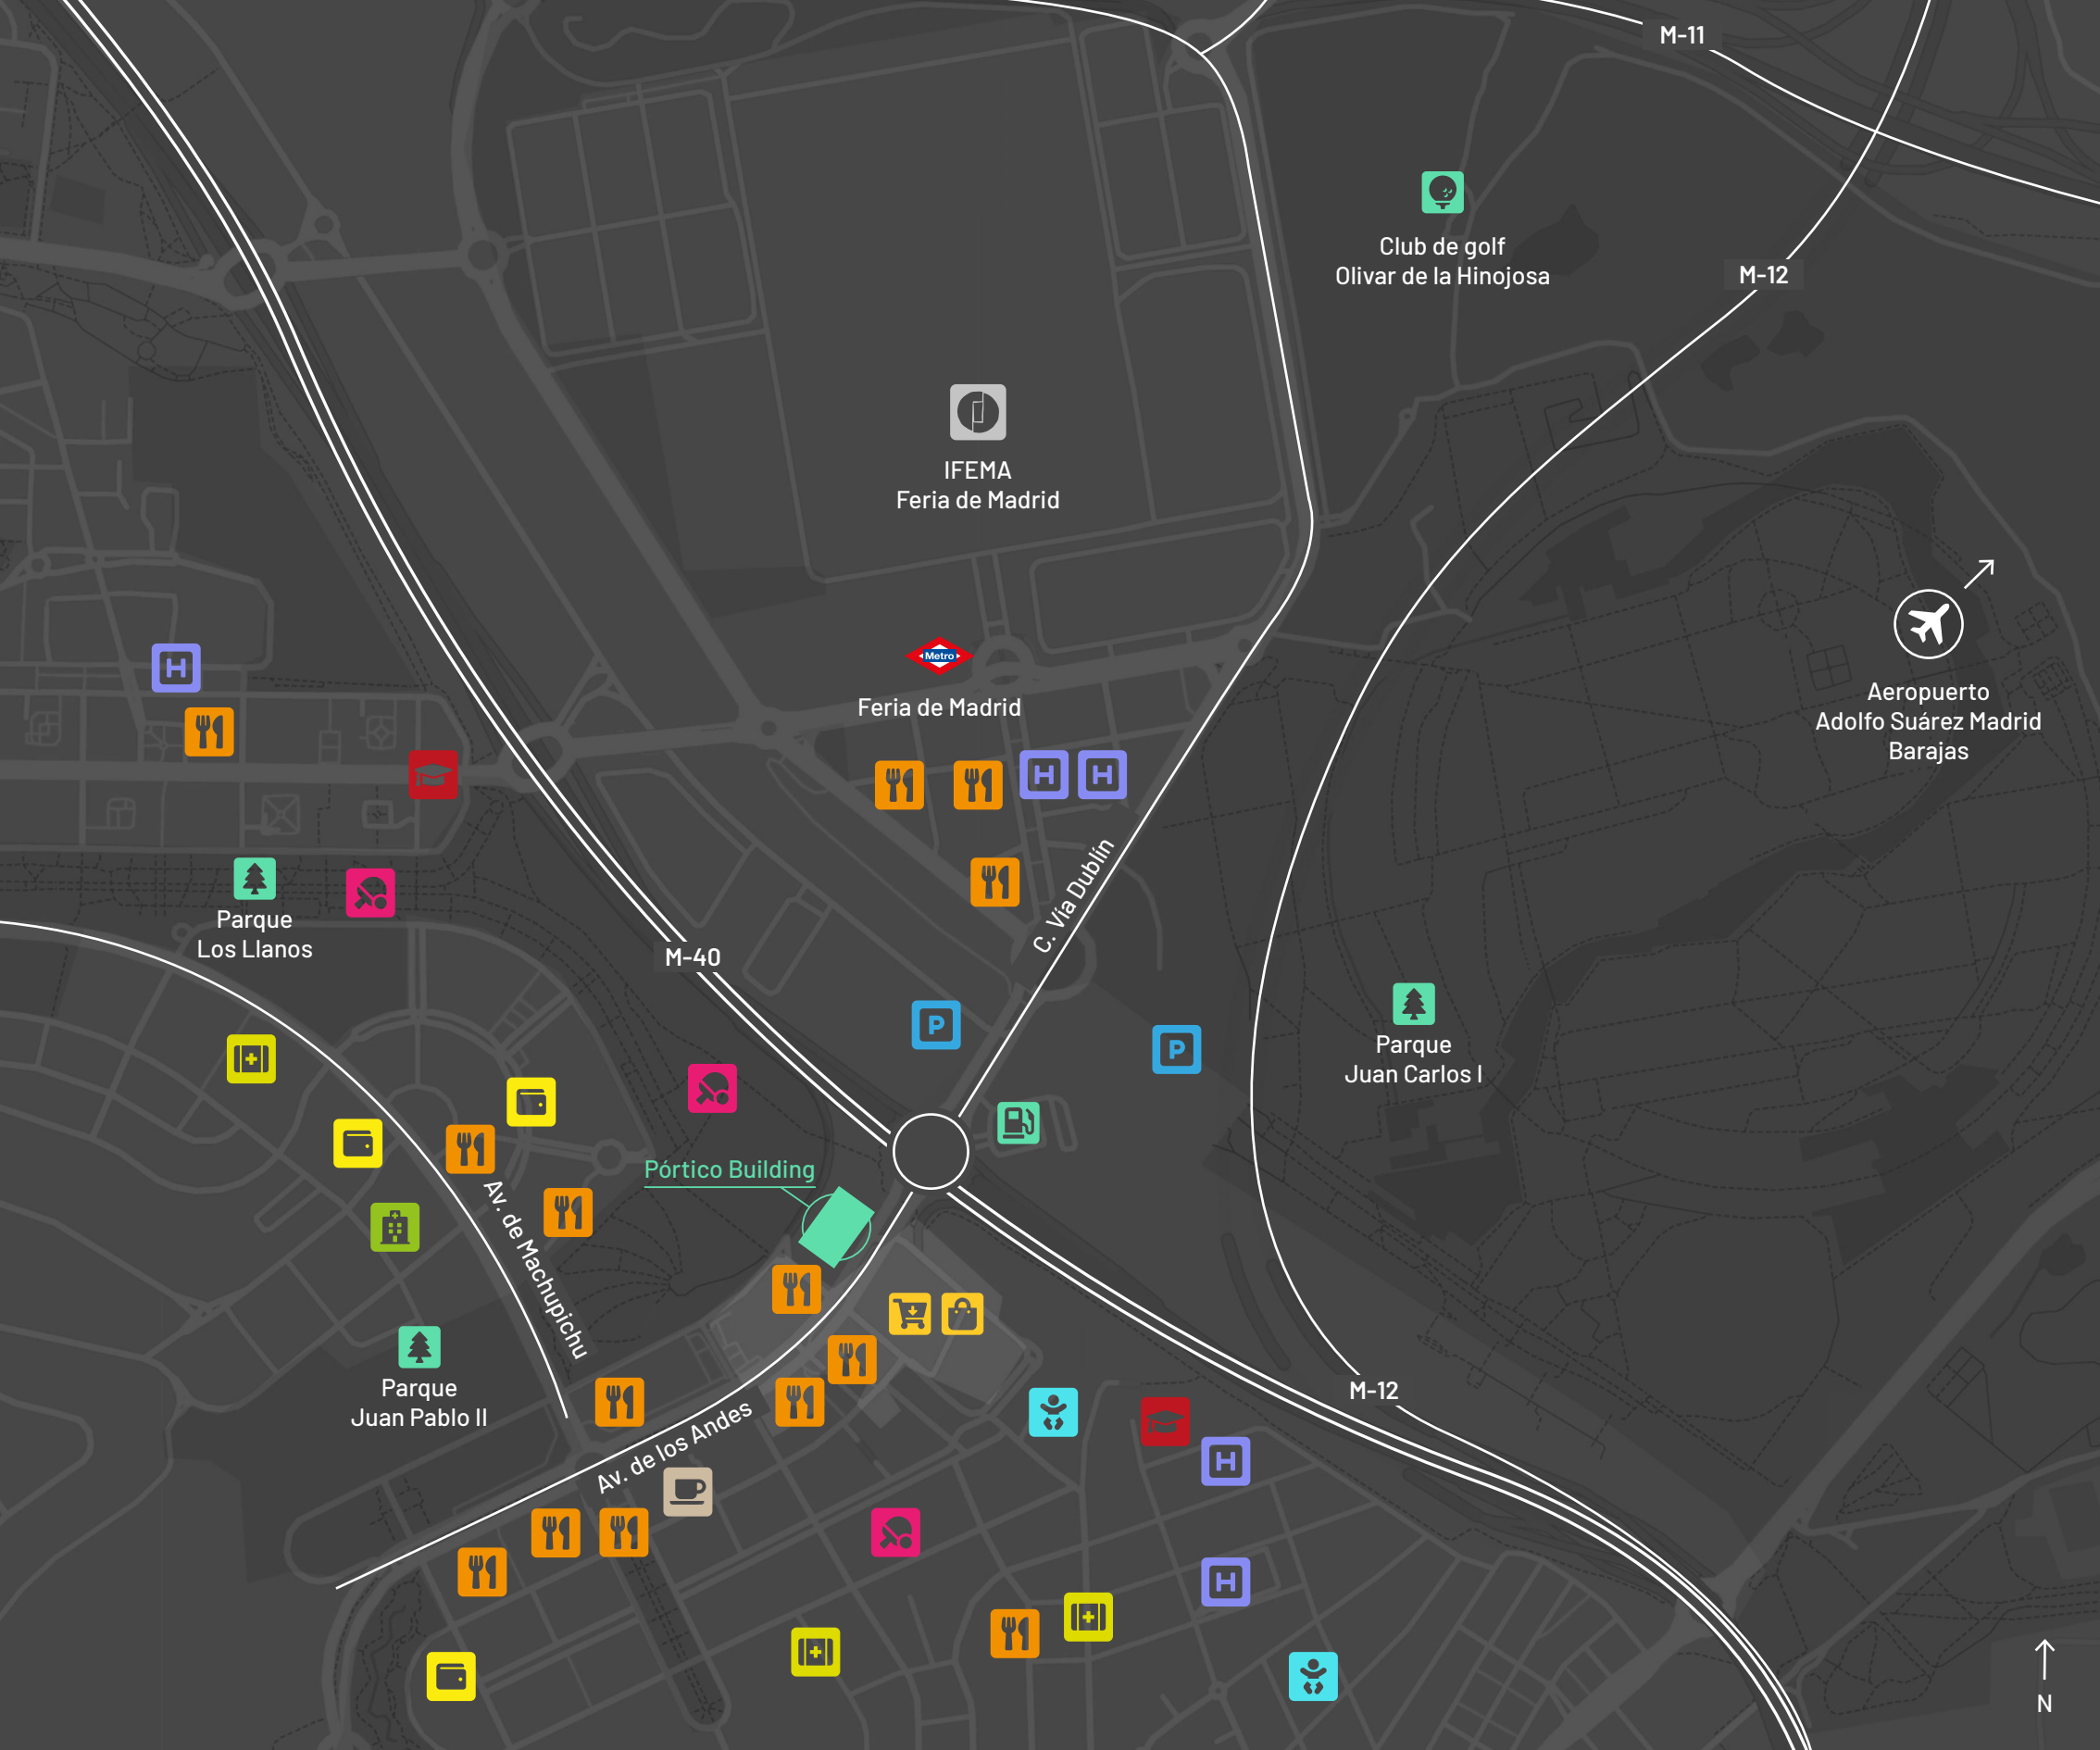 M-11
Club de golf
Olivar de la Hinojosa
M-12
IFEMA
Feria de Madrid
Metro
Feria de Madrid
Aeropuerto
Adolfo Suárez Madrid
Barajas
H
H
H
C. Vía Dublín
Parque
Los Llanos
M-40
P
P
Parque
Juan Carlos I
Pórtico Building
Av. de Machupichu
Parque
Juan Pablo II
M-12
Av. de los Andes
H
H
N